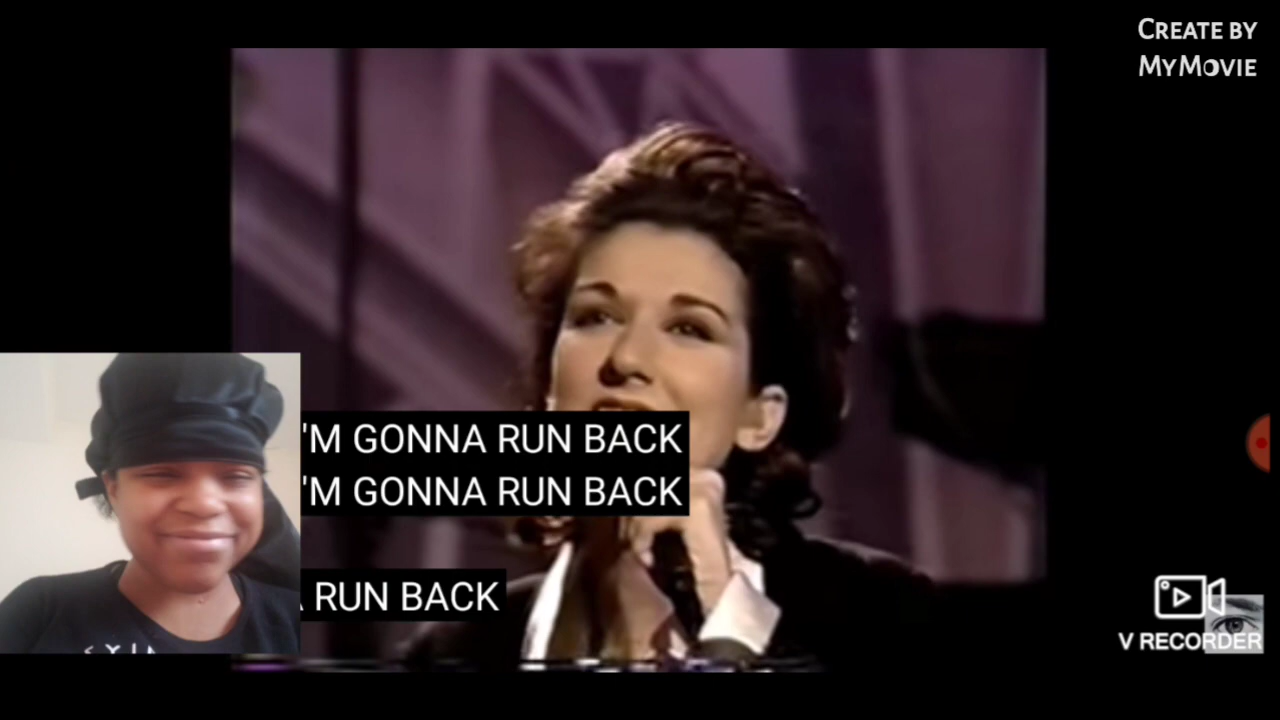 CREATE BY
MYMOVIE
'M GONNA RUN BACK
'M GONNA RUN BACK
RUN BACK
V RECORDER